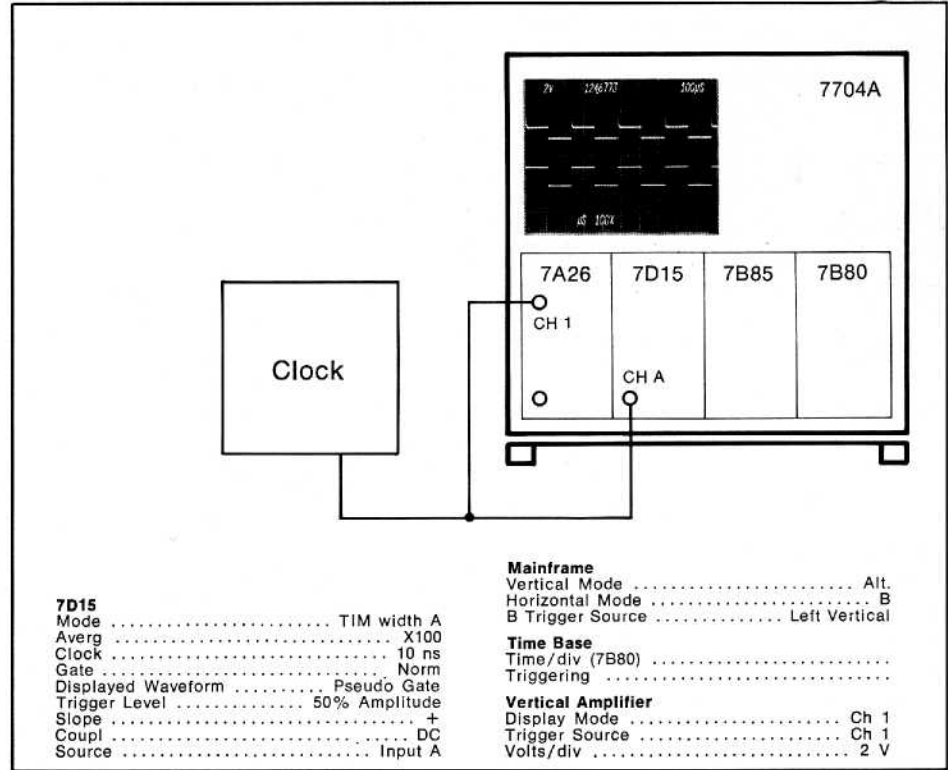 7704A
2V 1246773 100µS
µS 100X
7A26 7D15 7B85 7B80
CH 1
CH A
Clock
7D15
Mode .......................... TIM width A
Averg .................................... X100
Clock .................................... 10 ns
Gate ...................................... Norm
Displayed Waveform .......... Pseudo Gate
Trigger Level ............... 50% Amplitude
Slope ........................................ +
Coupl ...................................... DC
Source ................................ Input A
Mainframe
Vertical Mode ............................ Alt.
Horizontal Mode ............................ B
B Trigger Source .............. Left Vertical
Time Base
Time/div (7B80) .............................
Triggering ...................................
Vertical Amplifier
Display Mode .......................... Ch 1
Trigger Source ......................... Ch 1
Volts/div ................................. 2 V